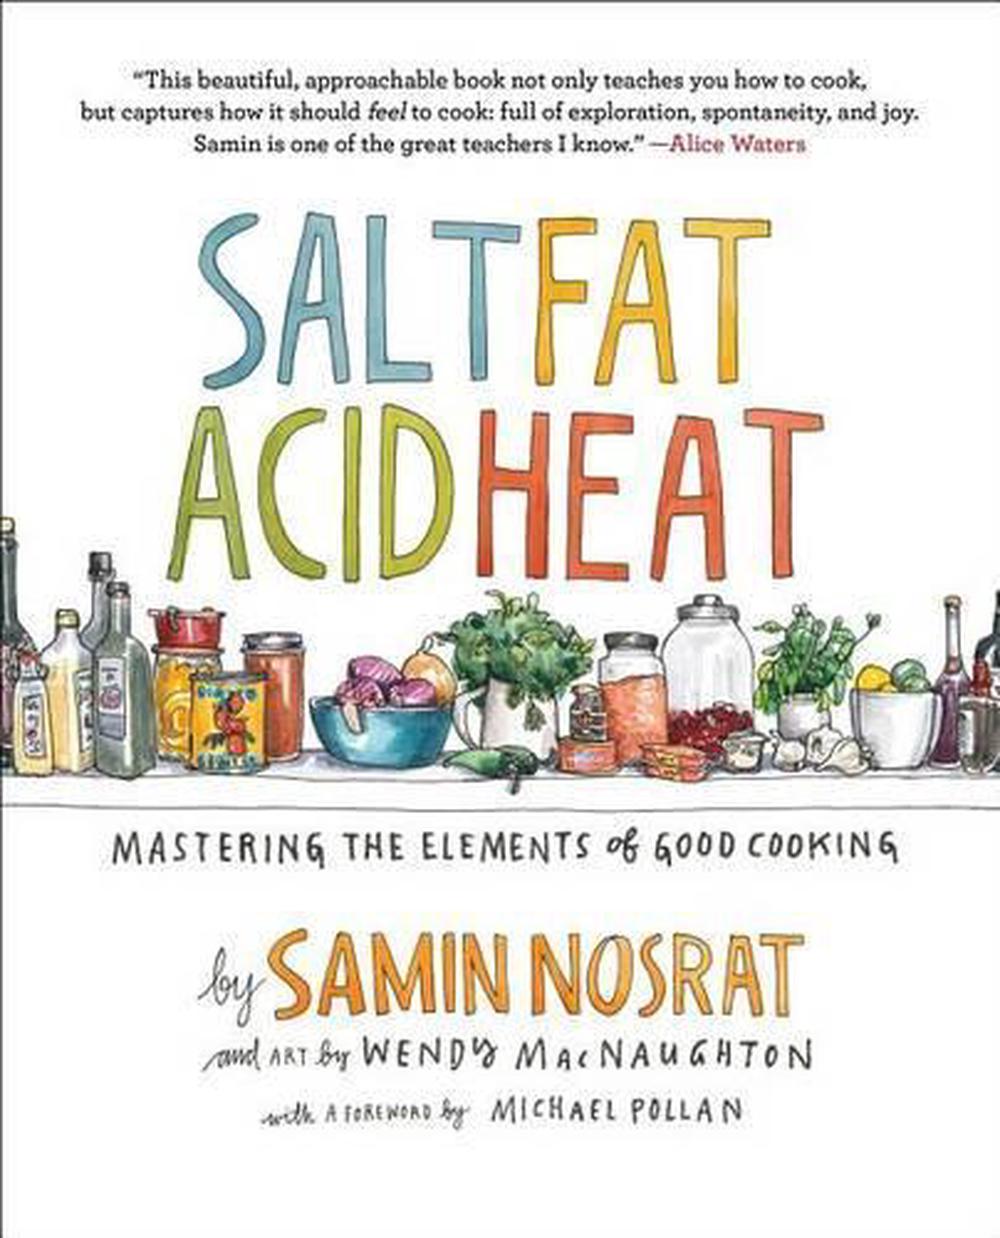 “This beautiful, approachable book not only teaches you how to cook,
but captures how it should feel to cook: full of exploration, spontaneity, and joy.
Samin is one of the great teachers I know.” —Alice Waters
SALT FAT
ACID HEAT
MASTERING THE ELEMENTS of GOOD COOKING
by SAMIN NOSRAT
and ART by WENDY MACNAUGHTON
with A FOREWORD by MICHAEL POLLAN